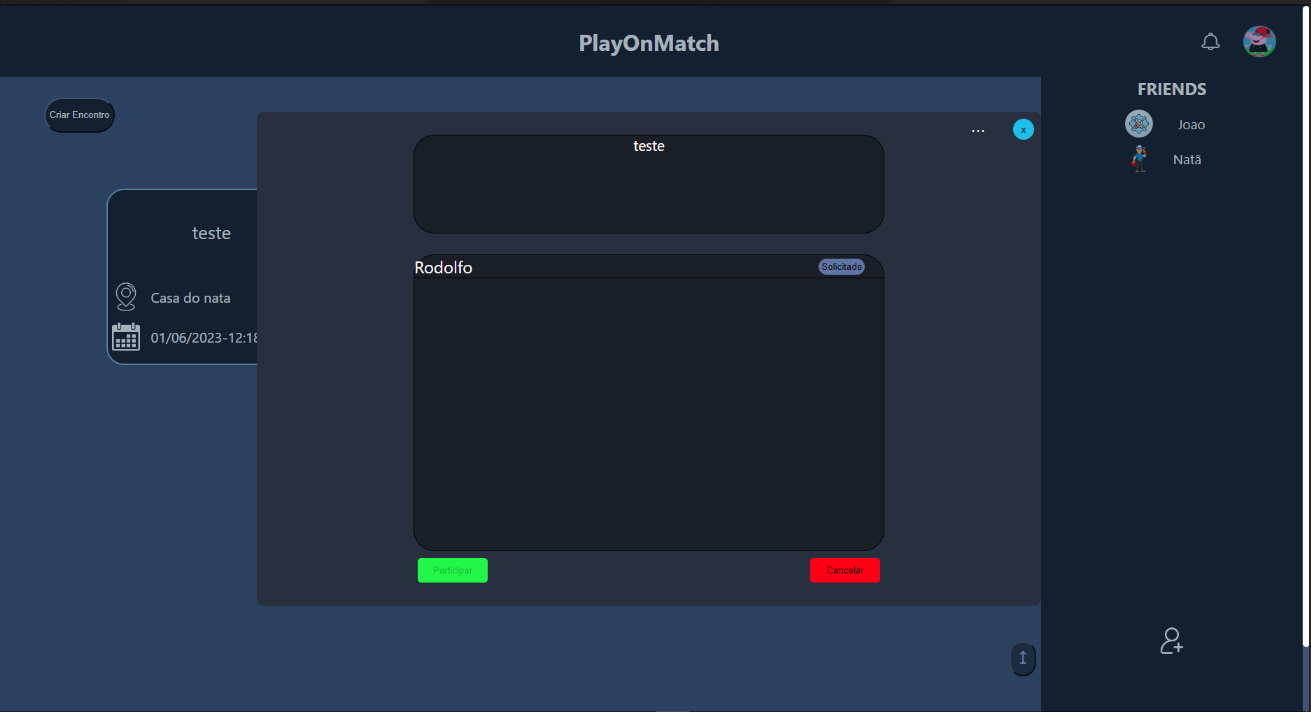 PlayOnMatch
FRIENDS
Joao
Natã
Criar Encontro
teste
Casa do nata
01/06/2023-12:18
...
x
teste
Rodolfo
Solicitado
Participar
Cancelar